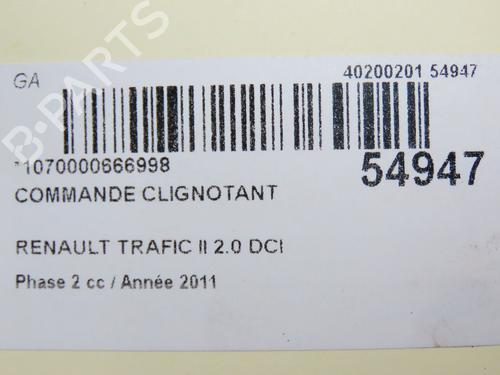 GA
40200201 54947
*1070000666998
54947
COMMANDE CLIGNOTANT
RENAULT TRAFIC II 2.0 DCI
Phase 2 cc / Année 2011
B-PARTS